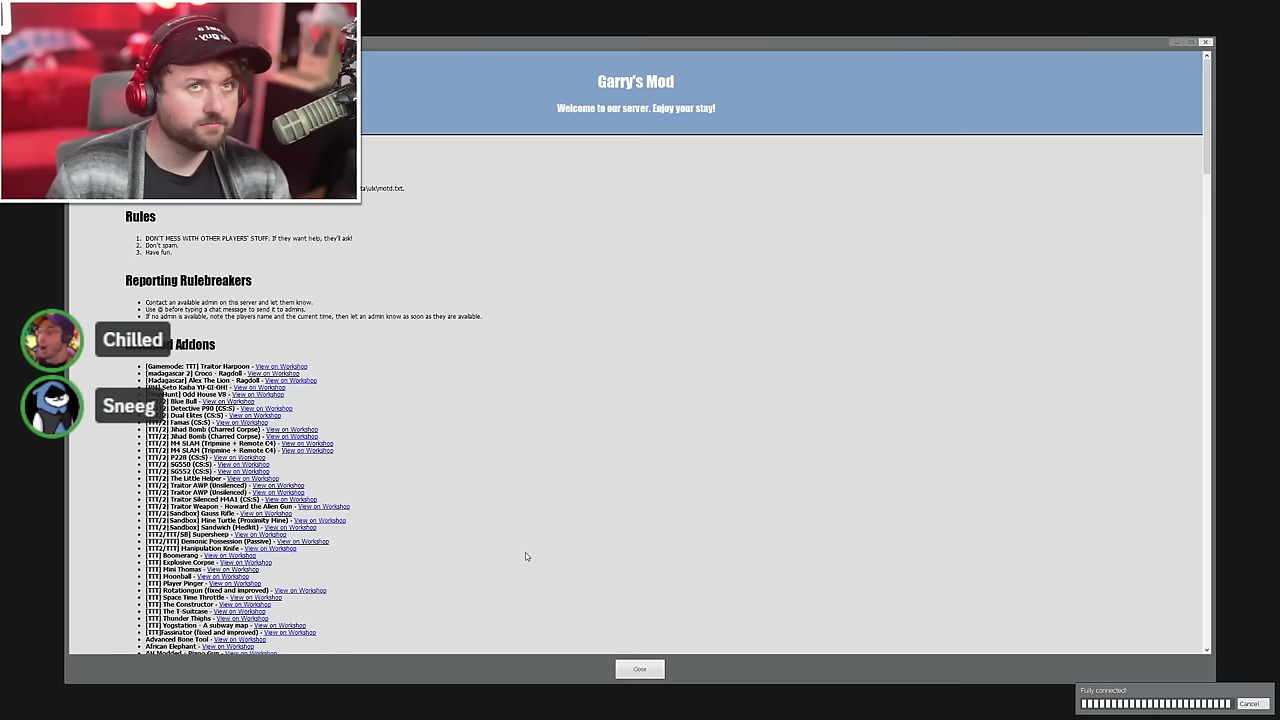 Garry's Mod
Welcome to our server. Enjoy your stay!
ta\ulx\motd.txt.
Rules
1. DON'T MESS WITH OTHER PLAYERS' STUFF. If they want help, they'll ask!
2. Don't spam.
3. Have fun.
Reporting Rulebreakers
Contact an available admin on this server and let them know.
Use @ before typing a chat message to send it to admins.
If no admin is available, note the players name and the current time, then let an admin know as soon as they are available.
Chilled
Addons
[Gamemode: TTT] Traitor Harpoon - View on Workshop
[madagascar 2] Croco - Ragdoll - View on Workshop
[Madagascar] Alex The Lion - Ragdoll - View on Workshop
Seto Kaiba YU-GI-OH! - View on Workshop
Odd House V8 - View on Workshop
Blue Bull - View on Workshop
Sneeg
Detective P90 (CS:S) - View on Workshop
Dual Elites (CS:S) - View on Workshop
[TTT/2] Famas (CS:S) - View on Workshop
[TTT/2] Jihad Bomb (Charred Corpse) - View on Workshop
[TTT/2] Jihad Bomb (Charred Corpse) - View on Workshop
[TTT/2] M4 SLAM (Tripmine + Remote C4) - View on Workshop
[TTT/2] M4 SLAM (Tripmine + Remote C4) - View on Workshop
[TTT/2] P228 (CS:S) - View on Workshop
[TTT/2] SG550 (CS:S) - View on Workshop
[TTT/2] SG552 (CS:S) - View on Workshop
[TTT/2] The Little Helper - View on Workshop
[TTT/2] Traitor AWP (Unsilenced) - View on Workshop
[TTT/2] Traitor AWP (Unsilenced) - View on Workshop
[TTT/2] Traitor Silenced M4A1 (CS:S) - View on Workshop
[TTT/2] Traitor Weapon - Howard the Alien Gun - View on Workshop
[TTT/2|Sandbox] Gauss Rifle - View on Workshop
[TTT/2|Sandbox] Mine Turtle (Proximity Mine) - View on Workshop
[TTT/2|Sandbox] Sandwich (Medkit) - View on Workshop
[TTT2/TTT/SB] Supersheep - View on Workshop
[TTT2/TTT] Demonic Possession (Passive) - View on Workshop
[TTT2/TTT] Manipulation Knife - View on Workshop
[TTT] Boomerang - View on Workshop
[TTT] Explosive Corpse - View on Workshop
[TTT] Mini Thomas - View on Workshop
[TTT] Moonball - View on Workshop
[TTT] Player Pinger - View on Workshop
[TTT] Rotationgun (fixed and improved) - View on Workshop
[TTT] Space Time Throttle - View on Workshop
[TTT] The Constructor - View on Workshop
[TTT] The T-Suitcase - View on Workshop
[TTT] Thunder Thighs - View on Workshop
[TTT] Yogstation - A subway map - View on Workshop
[TTT]Fassinator (fixed and improved) - View on Workshop
Advanced Bone Tool - View on Workshop
African Elephant - View on Workshop
Close
Fully connected!
Cancel